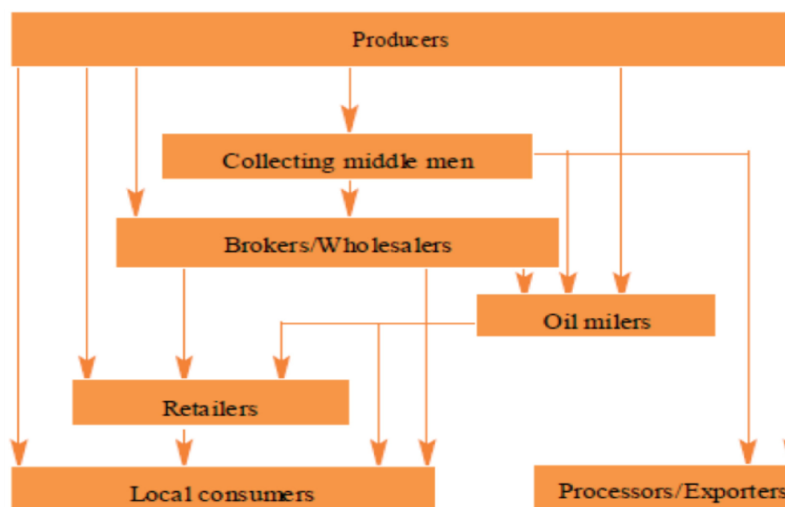 Producers
Collecting middle men
Brokers/Wholesalers
Oil milers
Retailers
Local consumers
Processors/Exporters